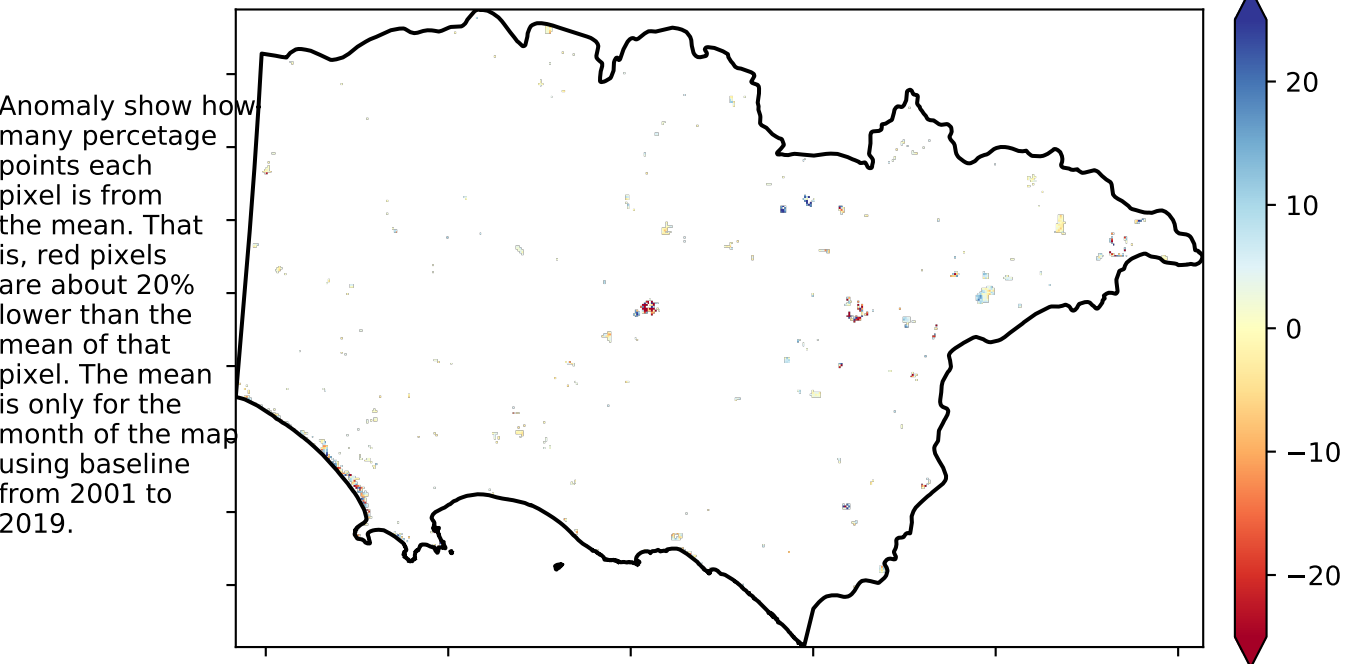 Anomaly show how
many percetage
points each
pixel is from
the mean. That
is, red pixels
are about 20%
lower than the
mean of that
pixel. The mean
is only for the
month of the map
using baseline
from 2001 to
2019.
20
10
0
−10
−20